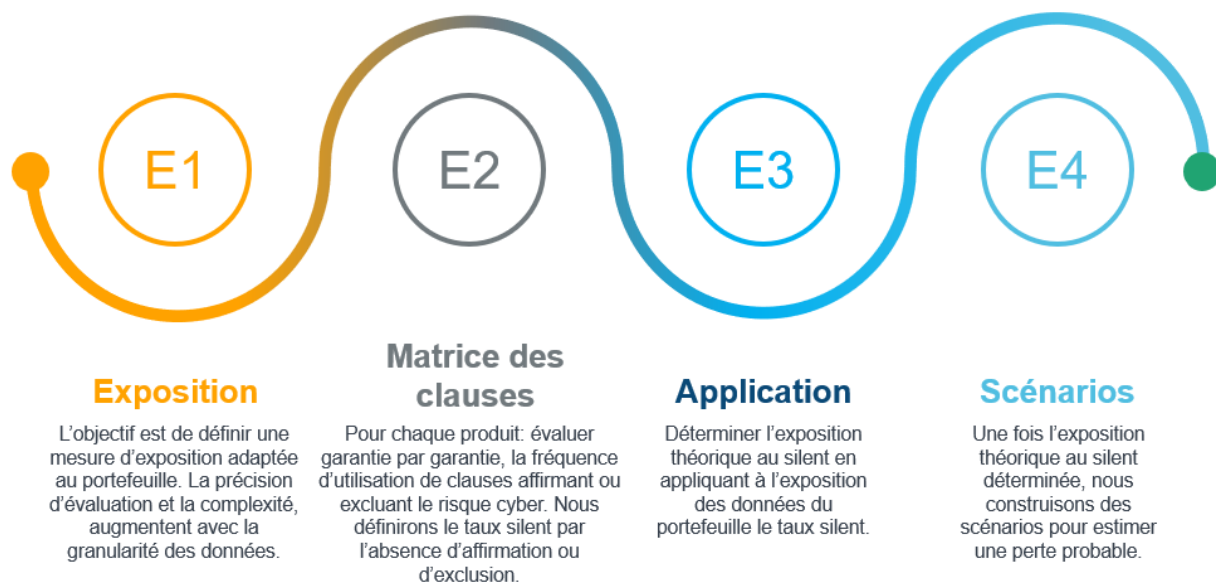 E1
E2
E3
E4
Exposition
L’objectif est de définir une
mesure d’exposition adaptée
au portefeuille. La précision
d’évaluation et la complexité,
augmentent avec la
granularité des données.
Matrice des
clauses
Pour chaque produit: évaluer
garantie par garantie, la fréquence
d’utilisation de clauses affirmant ou
excluant le risque cyber. Nous
définirons le taux silent par
l’absence d’affirmation ou
d’exclusion.
Application
Déterminer l’exposition
théorique au silent en
appliquant à l’exposition
des données du
portefeuille le taux silent.
Scénarios
Une fois l’exposition
théorique au silent
déterminée, nous
construisons des
scénarios pour estimer
une perte probable.